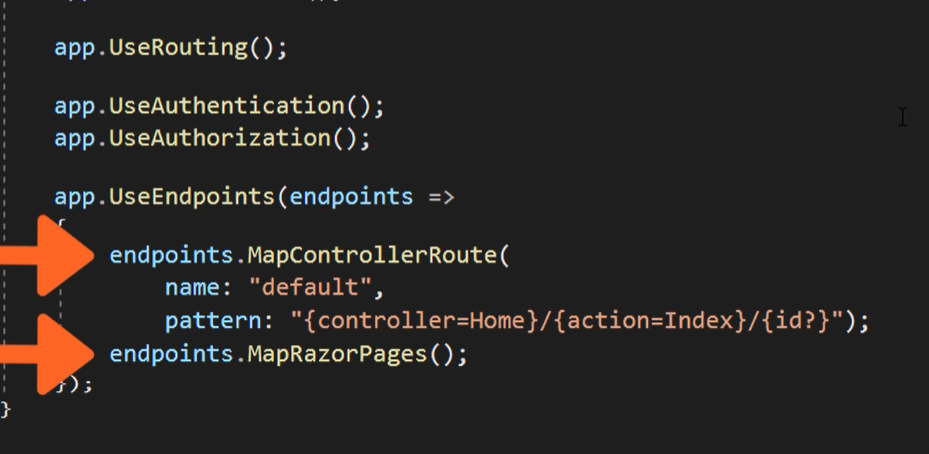 app.UseRouting();
app.UseAuthentication();
app.UseAuthorization();
app.UseEndpoints(endpoints =>
{
endpoints.MapControllerRoute(
name: "default",
pattern: "{controller=Home}/{action=Index}/{id?}");
endpoints.MapRazorPages();
});
}